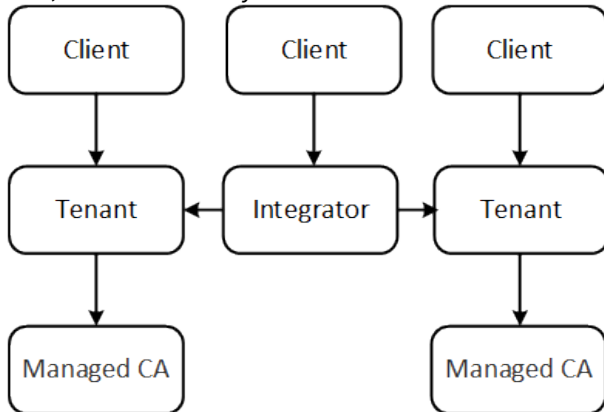 Client
Client
Client
Tenant
Integrator
Tenant
Managed CA
Managed CA